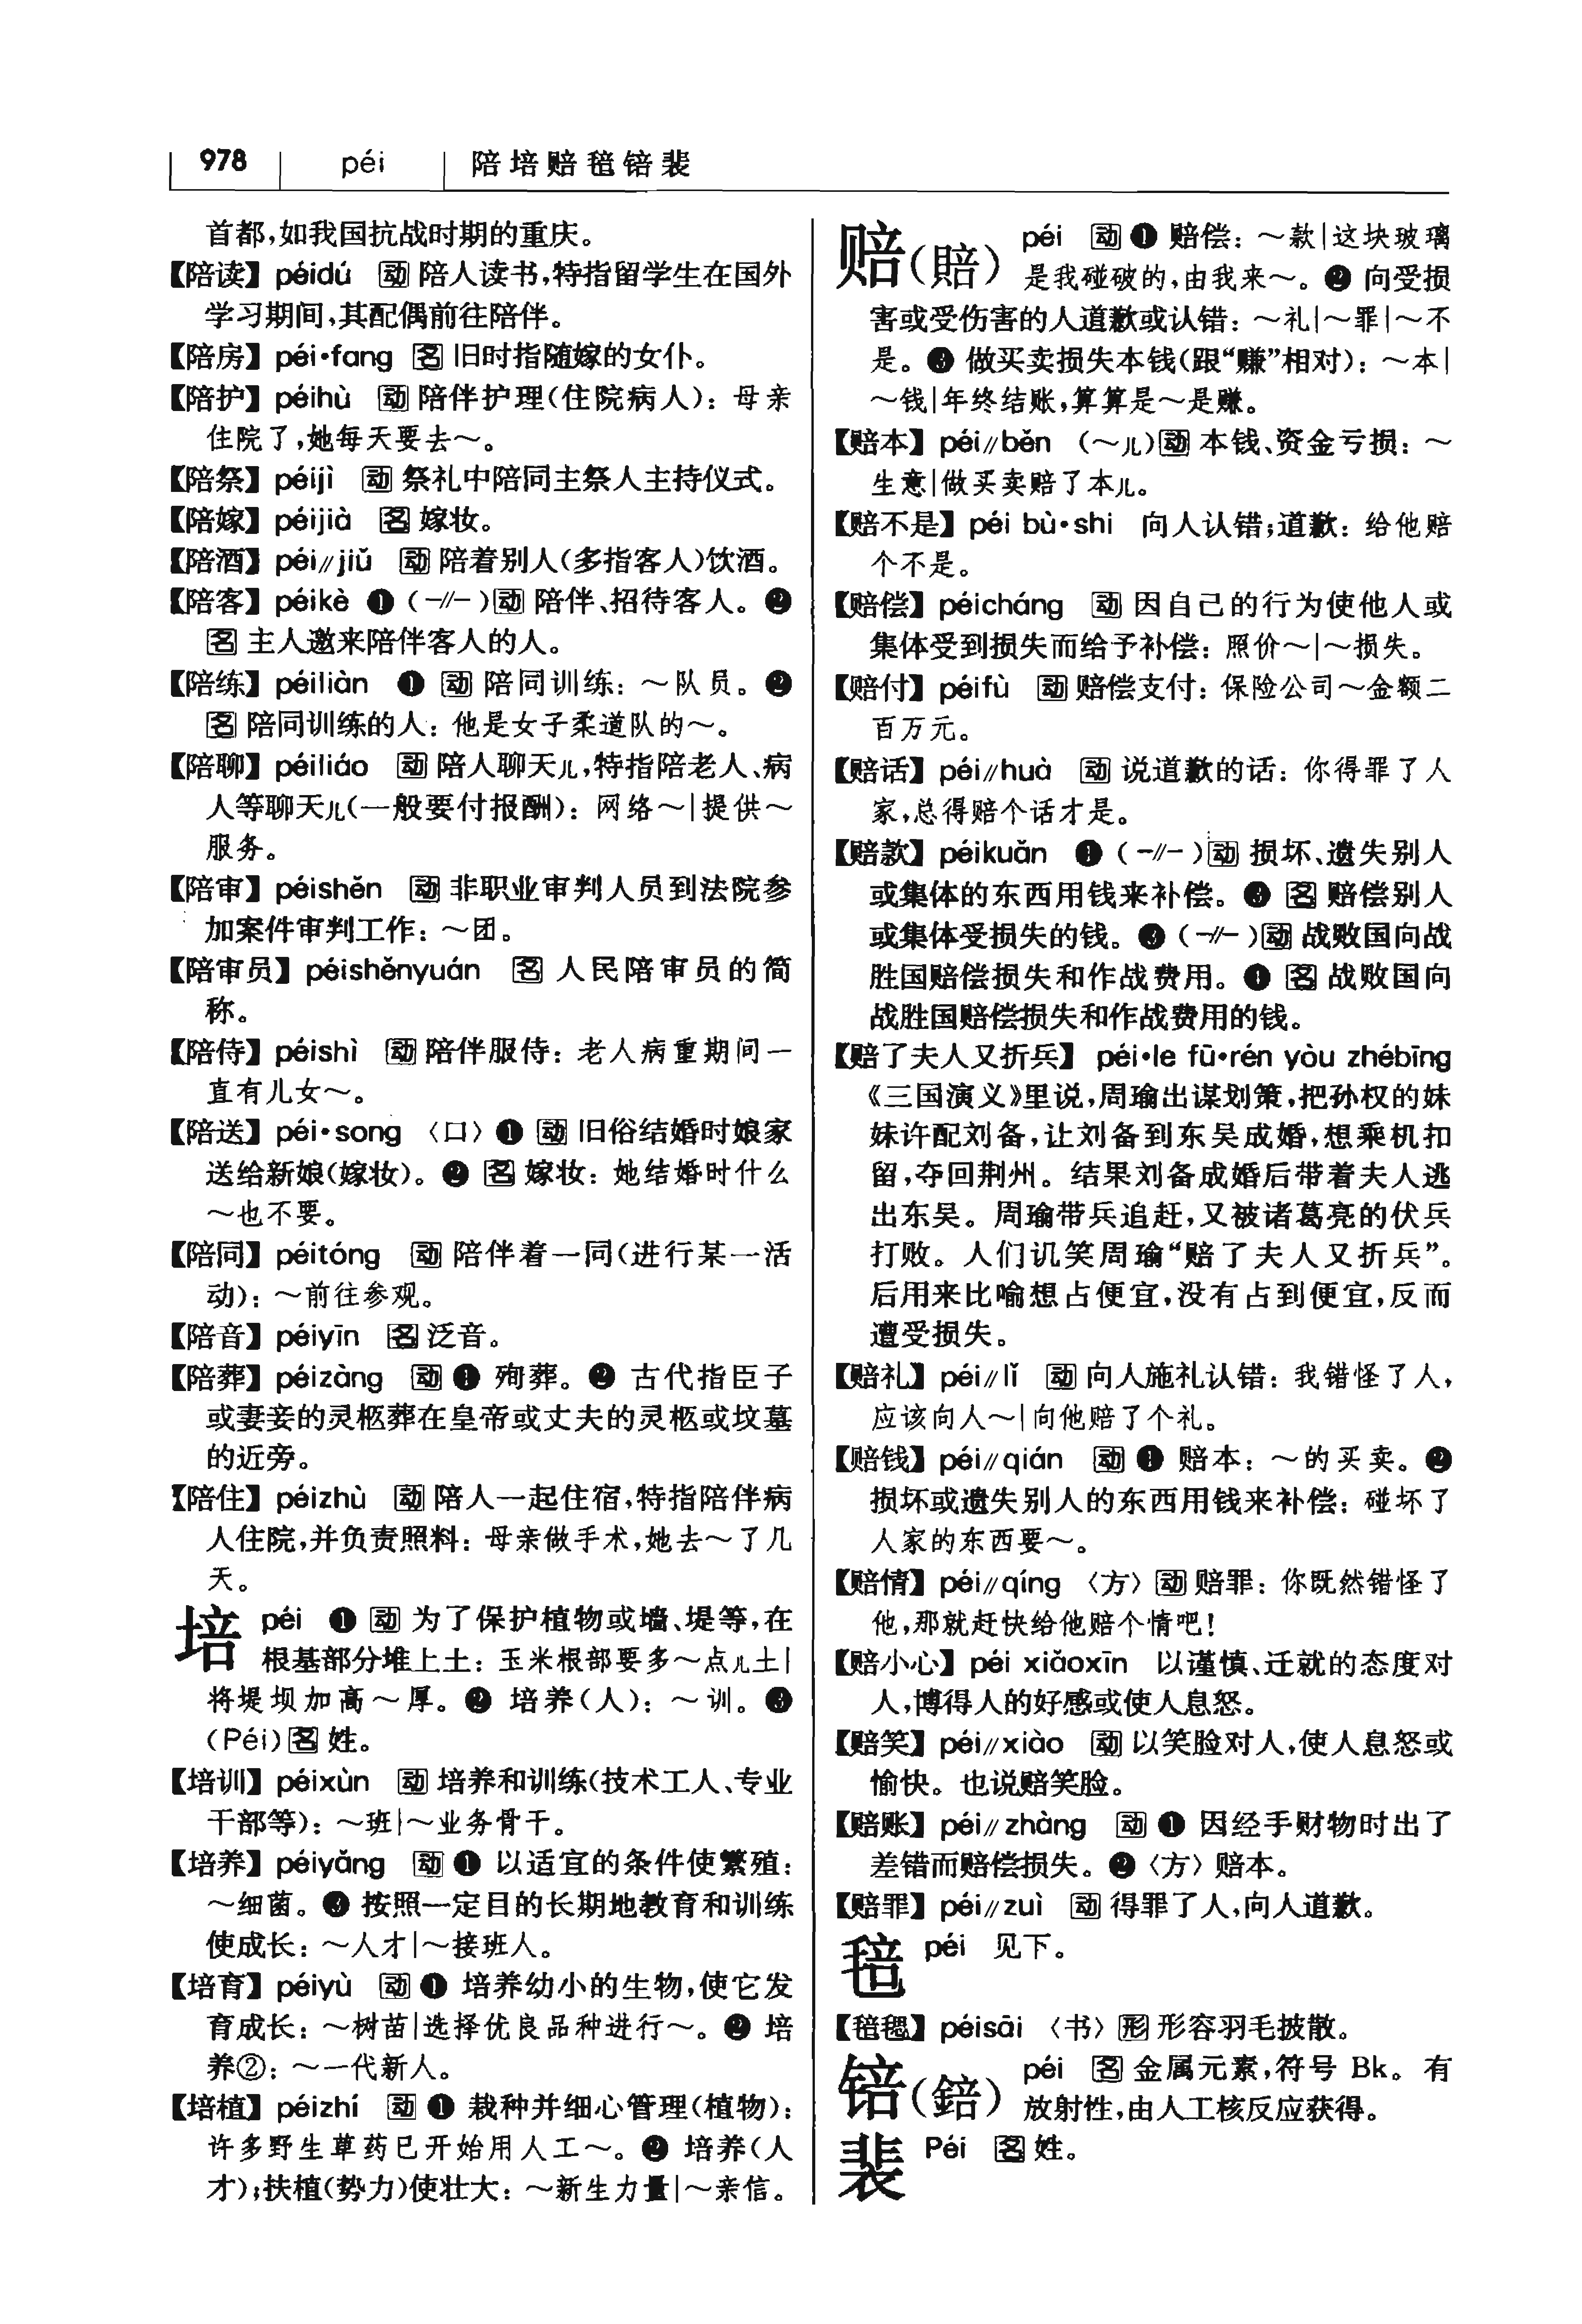 978 péi 陪培赔毰锫裴
首都，如我国抗战时期的重庆。
【陪读】péidú 动 陪人读书，特指留学生在国外
学习期间，其配偶前往陪伴。
【陪房】péi•fang 名 旧时指随嫁的女仆。
【陪护】péihù 动 陪伴护理(住院病人)：母亲
住院了，她每天要去～。
【陪祭】péijì 动 祭礼中陪同主祭人主持仪式。
【陪嫁】péijià 名 嫁妆。
【陪酒】péi//jiǔ 动 陪着别人(多指客人)饮酒。
【陪客】péikè ❶ (-//-)动 陪伴、招待客人。❷
名 主人邀来陪伴客人的人。
【陪练】péiliàn ❶ 动 陪同训练：～队员。❷
名 陪同训练的人：他是女子柔道队的～。
【陪聊】péiliáo 动 陪人聊天儿，特指陪老人、病
人等聊天儿(一般要付报酬)：网络～|提供～
服务。
【陪审】péishěn 动 非职业审判人员到法院参
加案件审判工作：～团。
【陪审员】péishěnyuán 名 人民陪审员的简
称。
【陪侍】péishì 动 陪伴服侍：老人病重期间一
直有儿女～。
【陪送】péi•song 〈口〉❶ 动 旧俗结婚时娘家
送给新娘(嫁妆)。❷ 名 嫁妆：她结婚时什么
～也不要。
【陪同】péitóng 动 陪伴着一同(进行某一活
动)：～前往参观。
【陪音】péiyīn 名 泛音。
【陪葬】péizàng 动 ❶ 殉葬。❷ 古代指臣子
或妻妾的灵柩葬在皇帝或丈夫的灵柩或坟墓
的近旁。
【陪住】péizhù 动 陪人一起住宿，特指陪伴病
人住院，并负责照料：母亲做手术，她去～了几
天。
培 péi ❶ 动 为了保护植物或墙、堤等，在
根基部分堆上土：玉米根部要多～点儿土|
将堤坝加高～厚。❷ 培养(人)：～训。❸
(Péi)名 姓。
【培训】péixùn 动 培养和训练(技术工人、专业
干部等)：～班|～业务骨干。
【培养】péiyǎng 动 ❶ 以适宜的条件使繁殖：
～细菌。❷ 按照一定目的长期地教育和训练
使成长：～人才|～接班人。
【培育】péiyù 动 ❶ 培养幼小的生物，使它发
育成长：～树苗|选择优良品种进行～。❷ 培
养②：～一代新人。
【培植】péizhí 动 ❶ 栽种并细心管理(植物)：
许多野生草药已开始用人工～。❷ 培养(人
才)；扶植(势力)使壮大：～新生力量|～亲信。
赔(賠) péi 动 ❶ 赔偿：～款|这块玻璃
是我碰破的，由我来～。❷ 向受损
害或受伤害的人道歉或认错：～礼|～罪|～不
是。❸ 做买卖损失本钱(跟“赚”相对)：～本|
～钱|年终结账，算算是～是赚。
【赔本】péi//běn (～儿)动 本钱、资金亏损：～
生意|做买卖赔了本儿。
【赔不是】péi bù•shi 向人认错；道歉：给他赔
个不是。
【赔偿】péicháng 动 因自己的行为使他人或
集体受到损失而给予补偿：照价～|～损失。
【赔付】péifù 动 赔偿支付：保险公司～金额二
百万元。
【赔话】péi//huà 动 说道歉的话：你得罪了人
家，总得赔个话才是。
【赔款】péikuǎn ❶ (-//-)动 损坏、遗失别人
或集体的东西用钱来补偿。❷ 名 赔偿别人
或集体受损失的钱。❸ (-//-)动 战败国向战
胜国赔偿损失和作战费用。❹ 名 战败国向
战胜国赔偿损失和作战费用的钱。
【赔了夫人又折兵】 péi•le fū•rén yòu zhébīng
《三国演义》里说，周瑜出谋划策，把孙权的妹
妹许配刘备，让刘备到东吴成婚，想乘机扣
留，夺回荆州。结果刘备成婚后带着夫人逃
出东吴。周瑜带兵追赶，又被诸葛亮的伏兵
打败。人们讥笑周瑜“赔了夫人又折兵”。
后用来比喻想占便宜，没有占到便宜，反而
遭受损失。
【赔礼】péi//lǐ 动 向人施礼认错：我错怪了人，
应该向人～|向他赔了个礼。
【赔钱】péi//qián 动 ❶ 赔本：～的买卖。❷
损坏或遗失别人的东西用钱来补偿：碰坏了
人家的东西要～。
【赔情】péi//qíng 〈方〉动 赔罪：你既然错怪了
他，那就赶快给他赔个情吧！
【赔小心】péi xiǎoxīn 以谨慎、迁就的态度对
人，博得人的好感或使人息怒。
【赔笑】péi//xiào 动 以笑脸对人，使人息怒或
愉快。也说赔笑脸。
【赔账】péi//zhàng 动 ❶ 因经手财物时出了
差错而赔偿损失。❷〈方〉赔本。
【赔罪】péi//zuì 动 得罪了人，向人道歉。
毰 péi 见下。
【毰毸】péisāi 〈书〉形 形容羽毛披散。
锫(錇) péi 名 金属元素，符号 Bk。有
放射性，由人工核反应获得。
裴 Péi 名 姓。